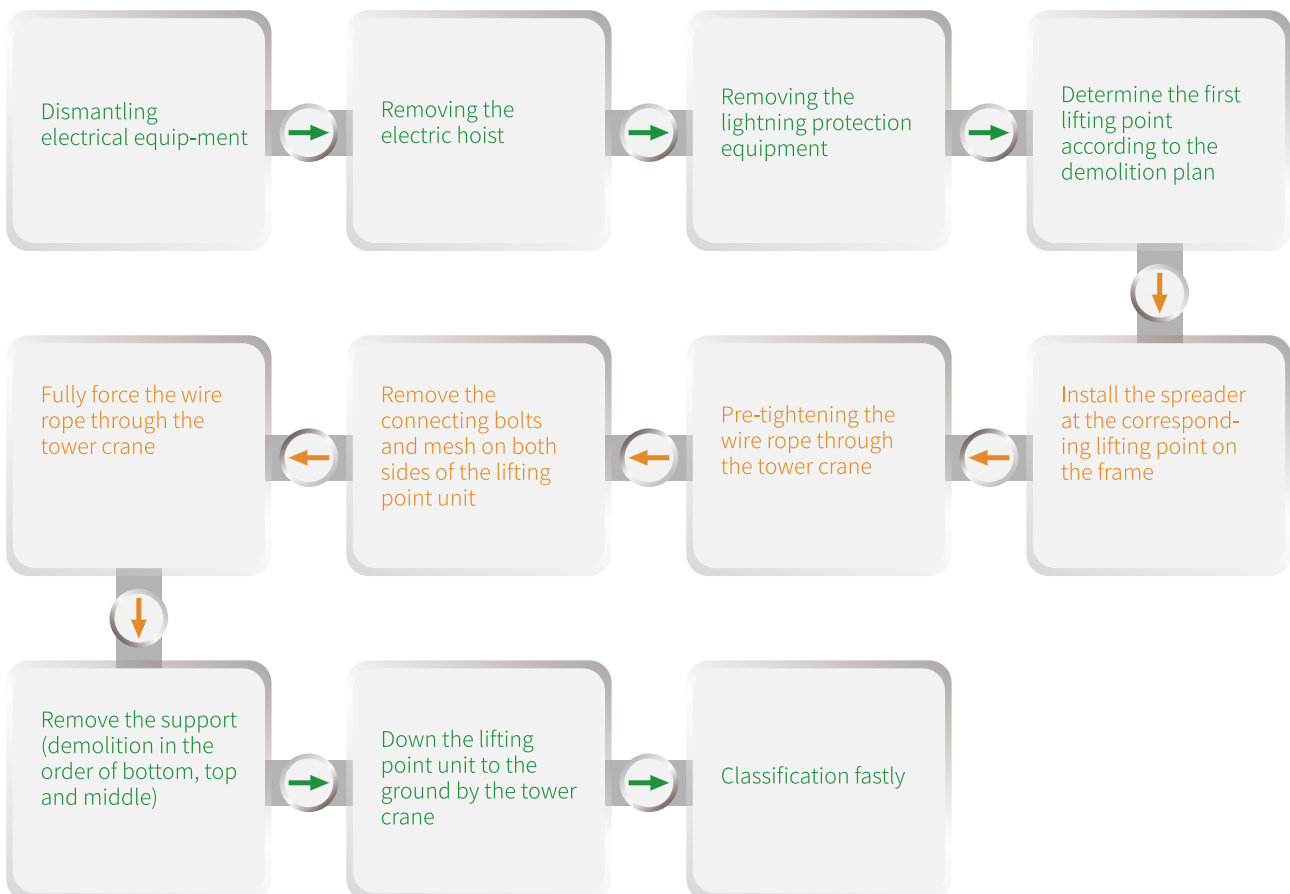 Dismantling
electrical equip-ment
Removing the
electric hoist
Removing the
lightning protection
equipment
Determine the first
lifting point
according to the
demolition plan
Install the spreader
at the correspond-
ing lifting point on
the frame
Pre-tightening the
wire rope through
the tower crane
Remove the
connecting bolts
and mesh on both
sides of the lifting
point unit
Fully force the wire
rope through the
tower crane
Remove the support
(demolition in the
order of bottom, top
and middle)
Down the lifting
point unit to the
ground by the tower
crane
Classification fastly